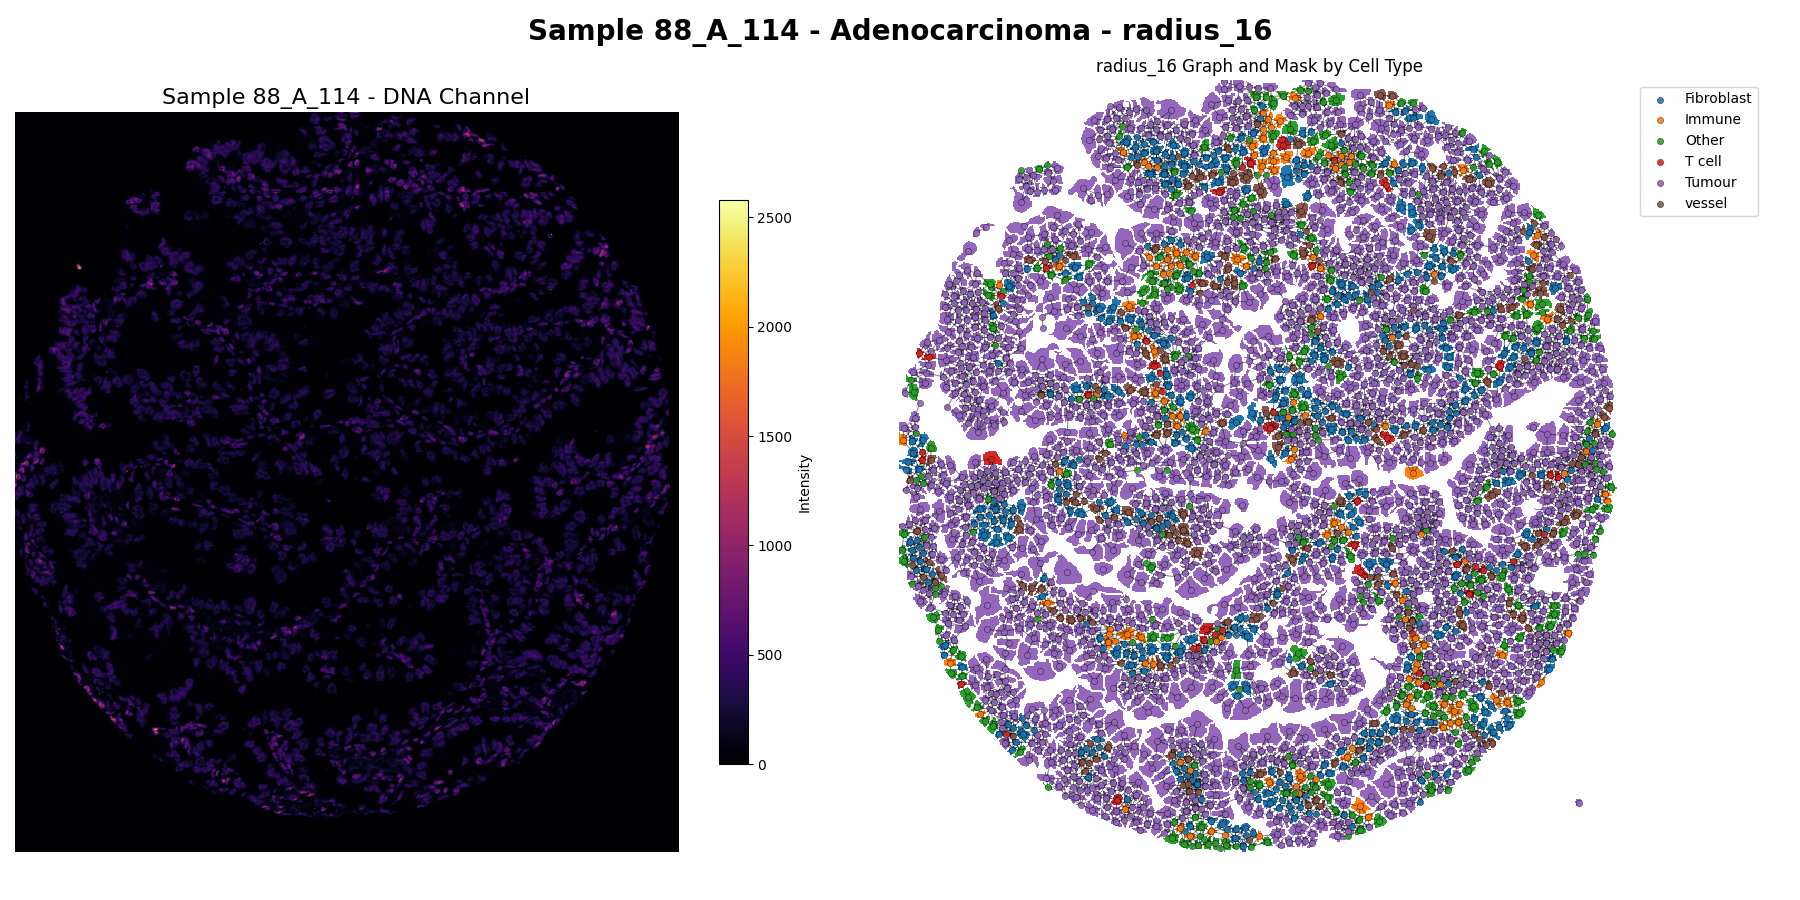 Sample 88_A_114 - Adenocarcinoma - radius_16
Sample 88_A_114 - DNA Channel
radius_16 Graph and Mask by Cell Type
2500
2000
1500
1000
500
0
Intensity
Fibroblast
Immune
Other
T cell
Tumour
vessel